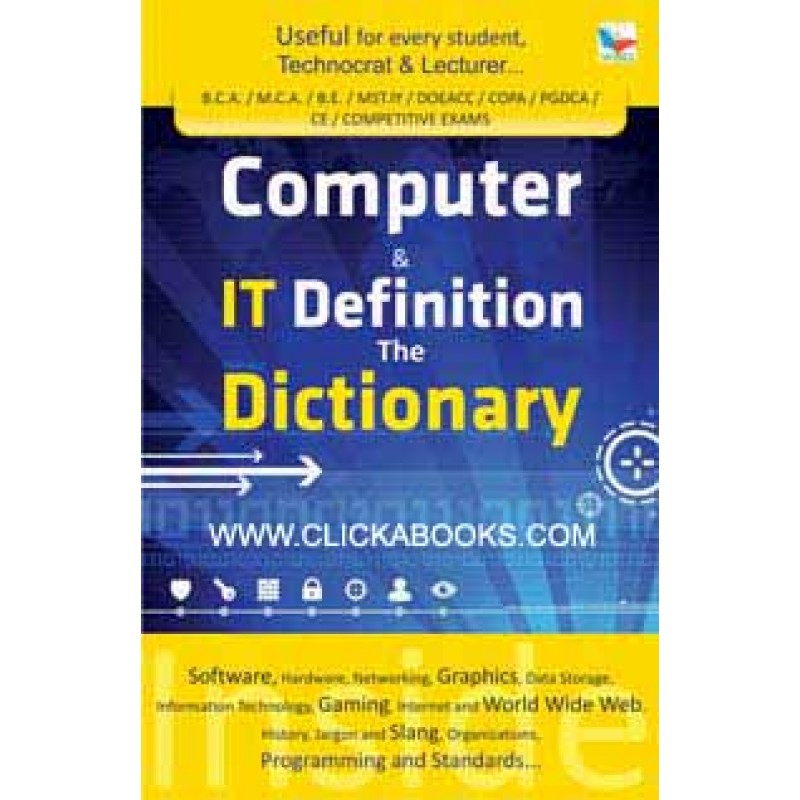 Useful for every student,
Technocrat & Lecturer...
B.C.A. / M.C.A. / B.E. / MST.IY / DOEACC / COPA / PGDCA /
CE / COMPETITIVE EXAMS
Computer
&
IT Definition
The
Dictionary
WWW.CLICKABOOKS.COM
Software, Hardware, Networking, Graphics, Data Storage,
Information Technology, Gaming, Internet and World Wide Web,
History, Jargon and Slang, Organizations,
Programming and Standards...
Inside